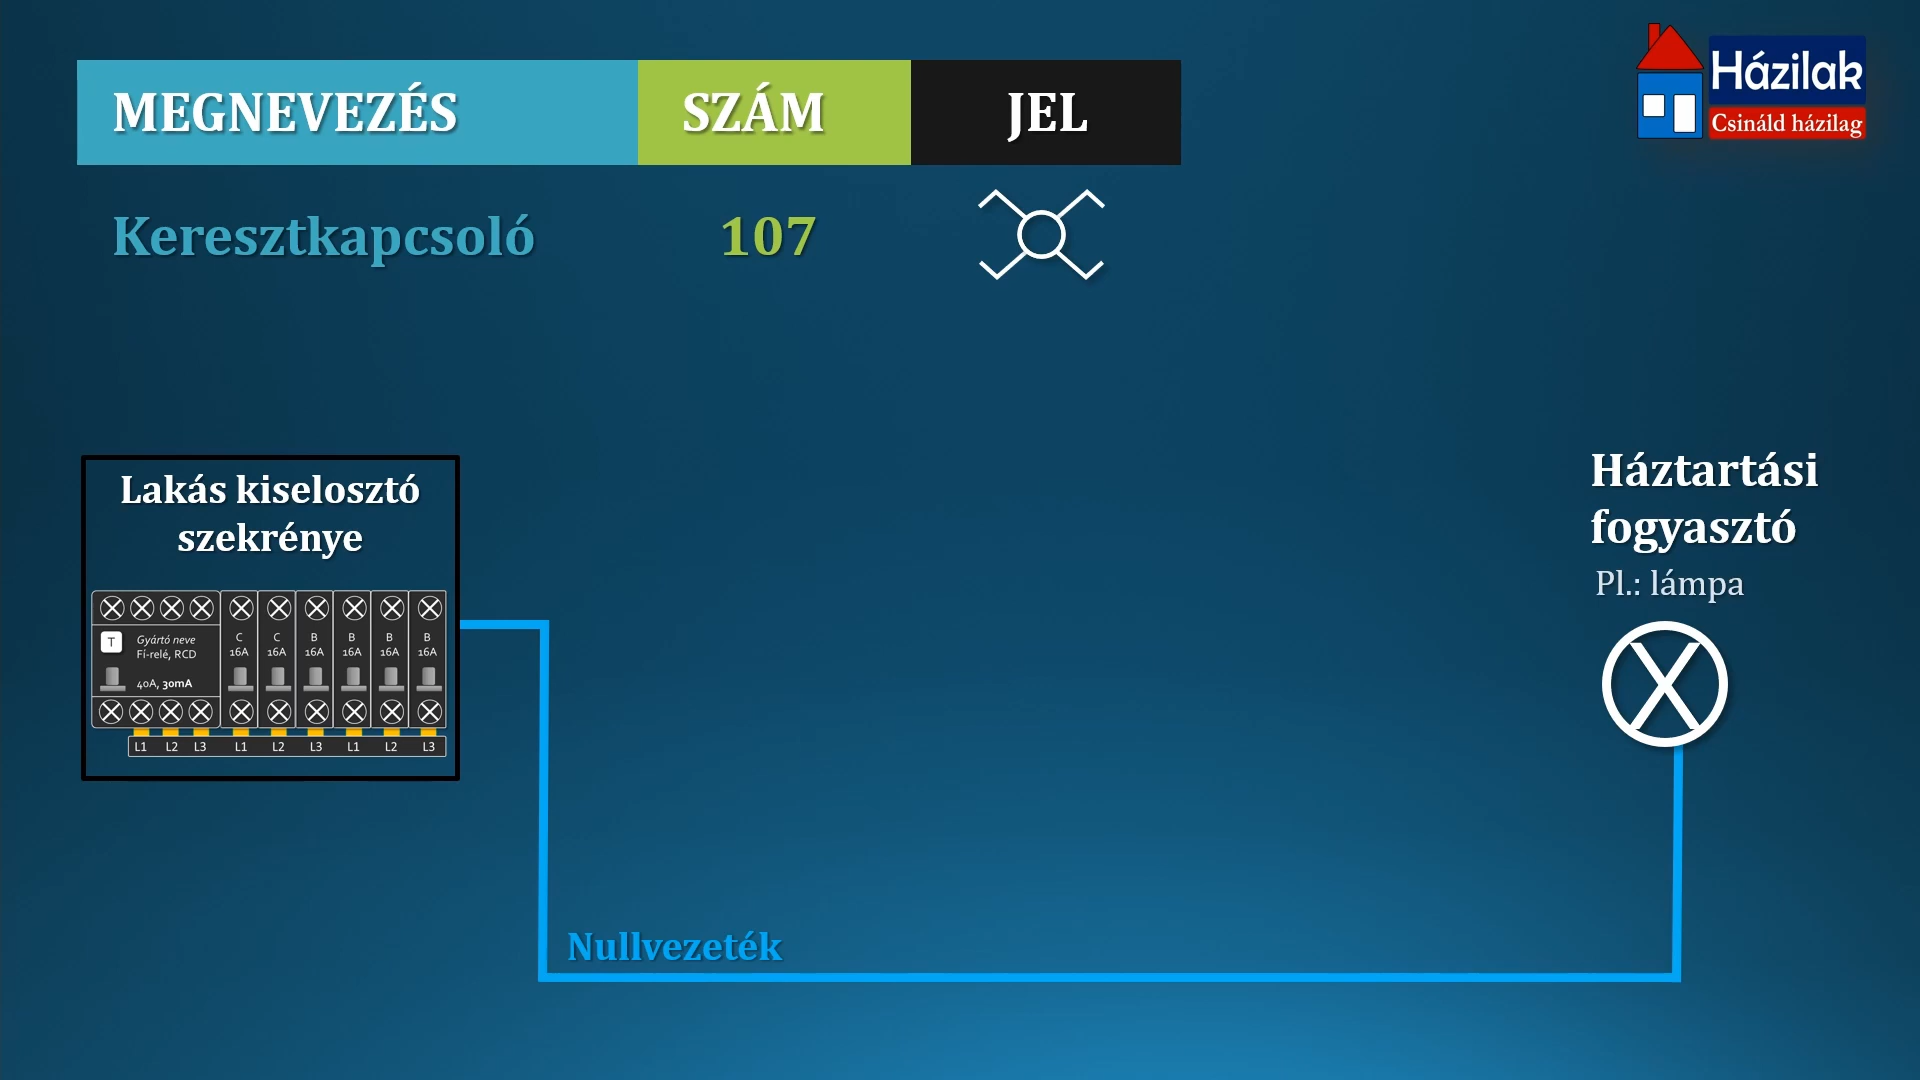 MEGNEVEZÉS SZÁM JEL
Házilak
Csináld házilag
Keresztkapcsoló 107
Lakás kiselosztó
szekrénye
T
Gyártó neve
Fí-relé, RCD
40A, 30mA
C C B B B B
16A 16A 16A 16A 16A 16A
L1 L2 L3 L1 L2 L3 L1 L2 L3
Háztartási
fogyasztó
Pl.: lámpa
Nullvezeték